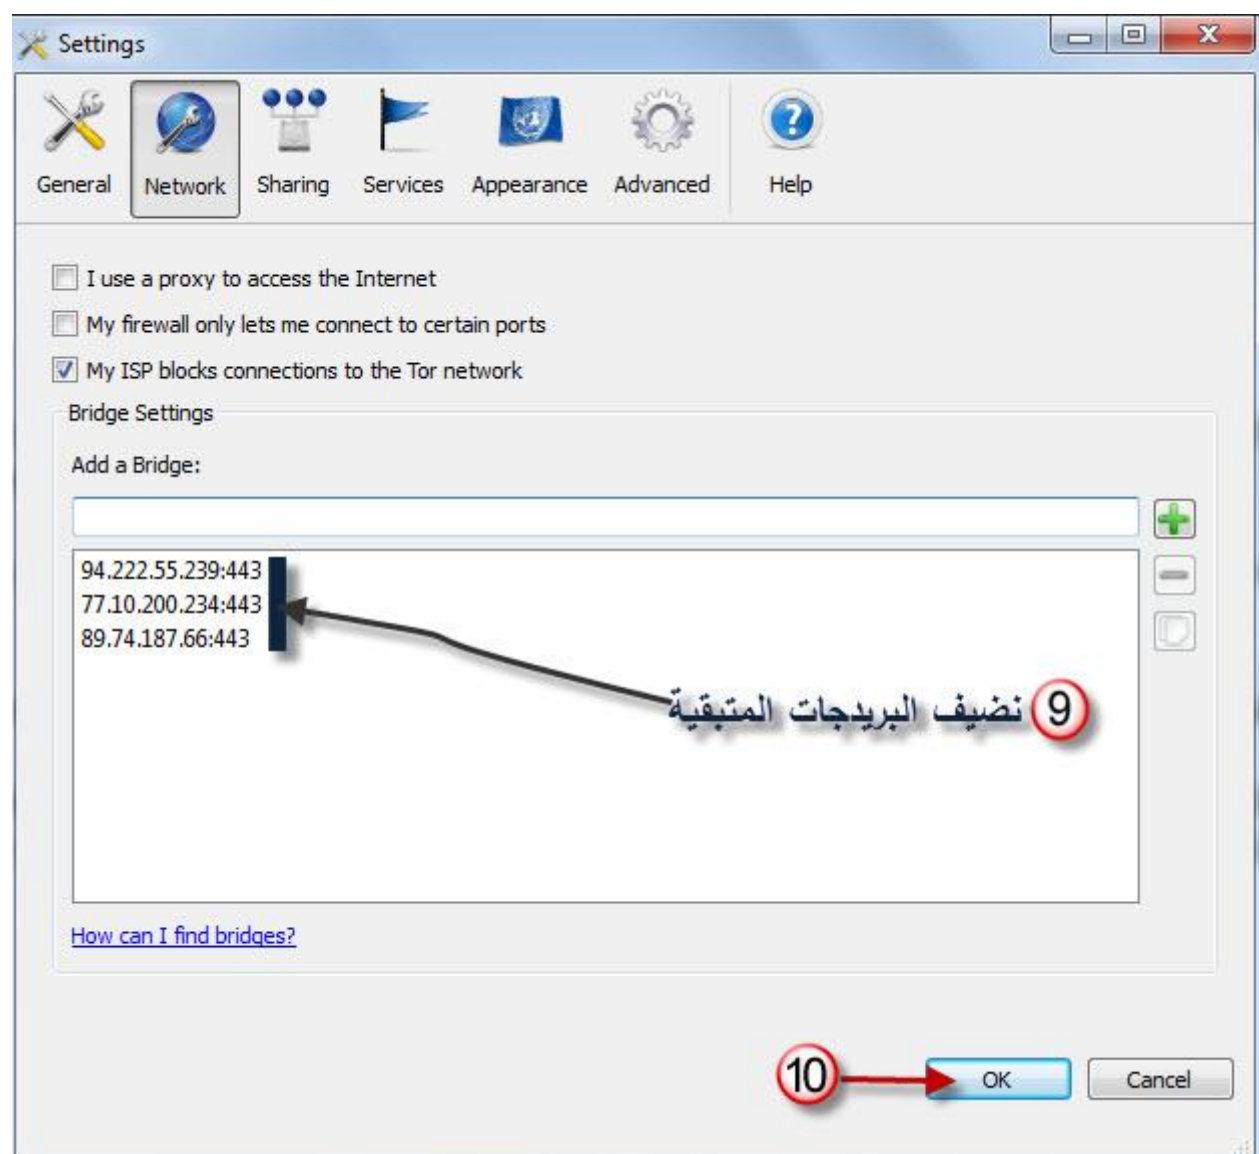 Settings
General
Network
Sharing
Services
Appearance
Advanced
Help
I use a proxy to access the Internet
My firewall only lets me connect to certain ports
My ISP blocks connections to the Tor network
Bridge Settings
Add a Bridge:
94.222.55.239:443
77.10.200.234:443
89.74.187.66:443
9 نضيف البريدجات المتبقية
How can I find bridges?
10
OK
Cancel